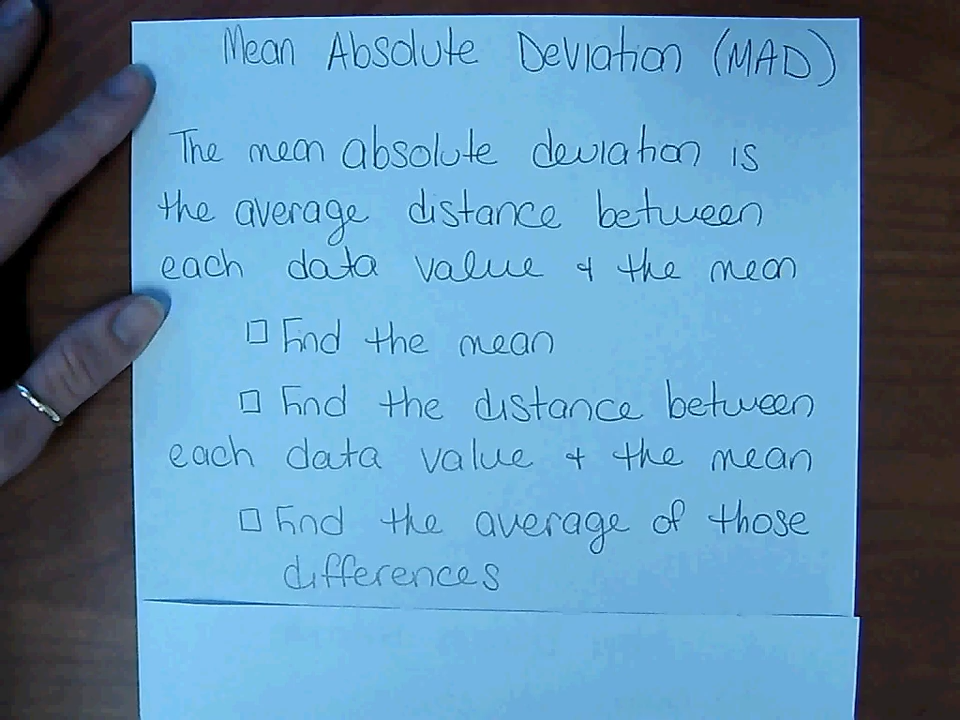 Mean Absolute Deviation (MAD)
The mean absolute deviation is
the average distance between
each data value & the mean
□ Find the mean
□ Find the distance between
each data value & the mean
□ Find the average of those
differences